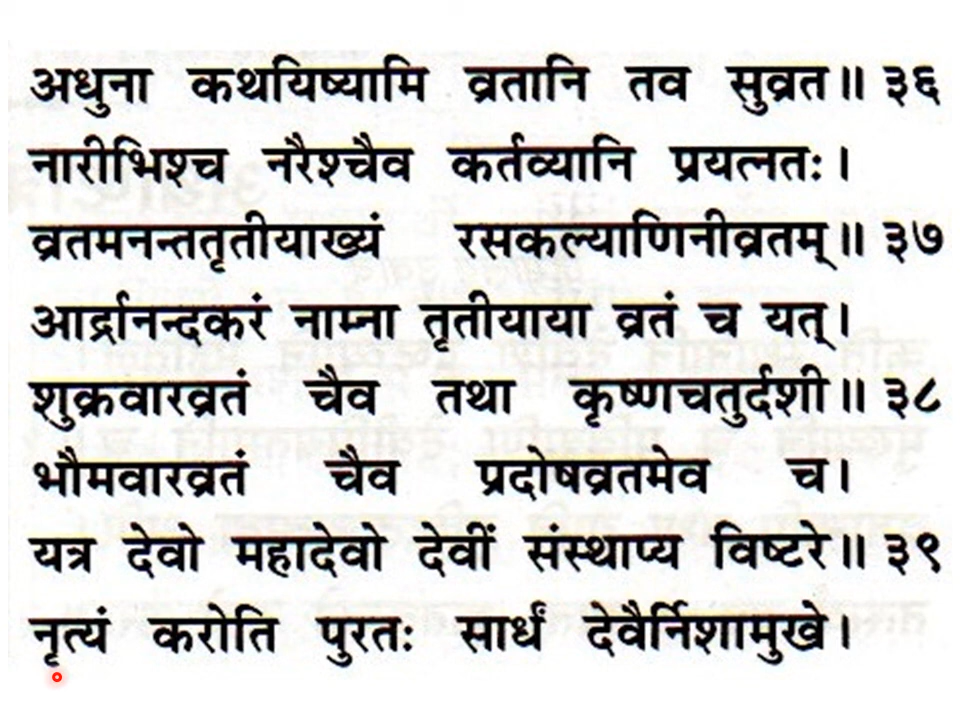 अधुना कथयिष्यामि व्रतानि तव सुव्रत॥ ३६
नारीभिश्च नरैश्चैव कर्तव्यानि प्रयत्नतः।
व्रतमनन्ततृतीयाख्यं रसकल्याणिनीव्रतम्॥ ३७
आर्द्रानन्दकरं नाम्ना तृतीयाया व्रतं च यत्।
शुक्रवारव्रतं चैव तथा कृष्णचतुर्दशी॥ ३८
भौमवारव्रतं चैव प्रदोषव्रतमेव च।
यत्र देवो महादेवो देवीं संस्थाप्य विष्टरे॥ ३९
नृत्यं करोति पुरतः सार्धं देवैर्निशामुखे।